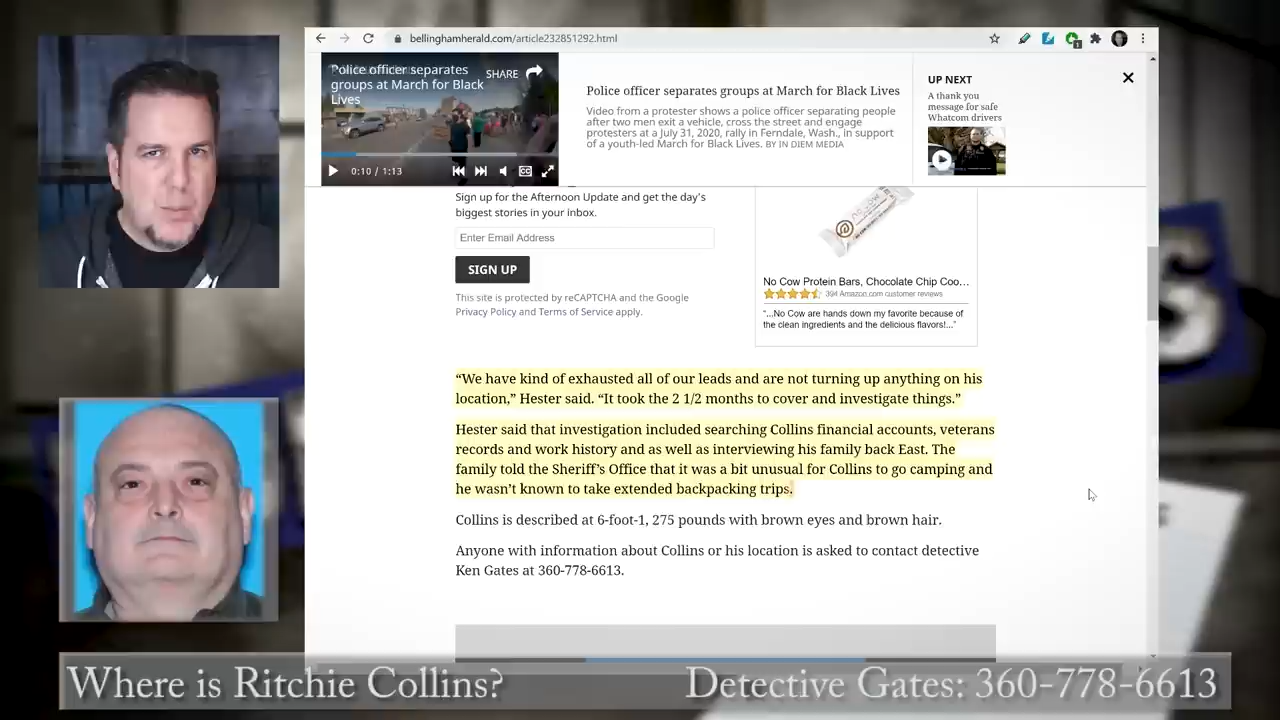 bellinghamherald.com/article232851292.html
Police officer separates
groups at March for Black
Lives
SHARE
0:10 / 1:13
Police officer separates groups at March for Black Lives
Video from a protester shows a police officer separating people
after two men exit a vehicle, cross the street and engage
protesters at a July 31, 2020, rally in Ferndale, Wash., in support
of a youth-led March for Black Lives. BY IN DIEM MEDIA
UP NEXT
A thank you
message for safe
Whatcom drivers
Sign up for the Afternoon Update and get the day's
biggest stories in your inbox.
Enter Email Address
SIGN UP
This site is protected by reCAPTCHA and the Google
Privacy Policy and Terms of Service apply.
No Cow Protein Bars, Chocolate Chip Coo…
394 Amazon.com customer reviews
“...No Cow are hands down my favorite because of
the clean ingredients and the delicious flavors!...”
“We have kind of exhausted all of our leads and are not turning up anything on his
location,” Hester said. “It took the 2 1/2 months to cover and investigate things.”
Hester said that investigation included searching Collins financial accounts, veterans
records and work history and as well as interviewing his family back East. The
family told the Sheriff’s Office that it was a bit unusual for Collins to go camping and
he wasn’t known to take extended backpacking trips.
Collins is described at 6-foot-1, 275 pounds with brown eyes and brown hair.
Anyone with information about Collins or his location is asked to contact detective
Ken Gates at 360-778-6613.
Where is Ritchie Collins?
Detective Gates: 360-778-6613